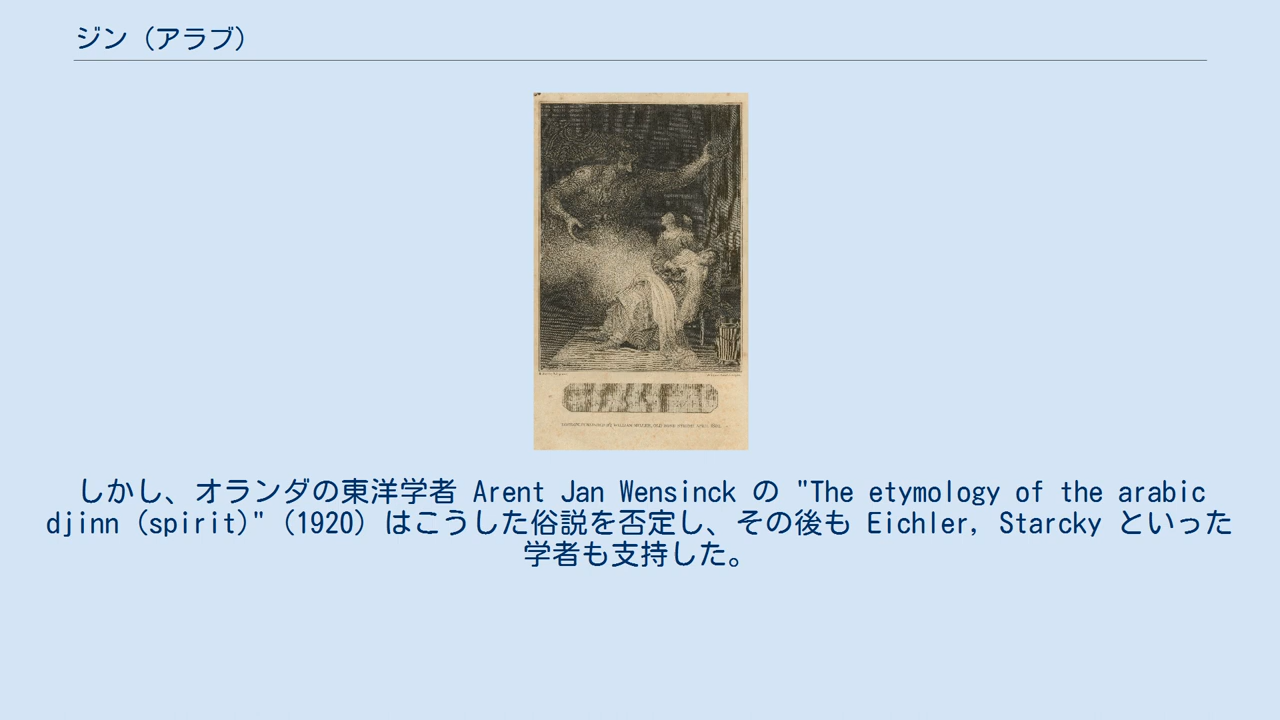 ジン（アラブ）
しかし、オランダの東洋学者 Arent Jan Wensinck の "The etymology of the arabic
djinn (spirit)" (1920) はこうした俗説を否定し、その後も Eichler, Starcky といった
学者も支持した。